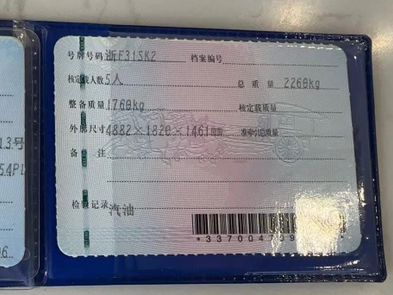 号牌号码 浙F31SK2 档案编号
核定载人数 5人 总质量 2260kg
整备质量 1760kg 核定载质量
外廓尺寸 4882×1820×1461mm 准牵引总质量
备注
检验记录 汽油
13号
*337004709